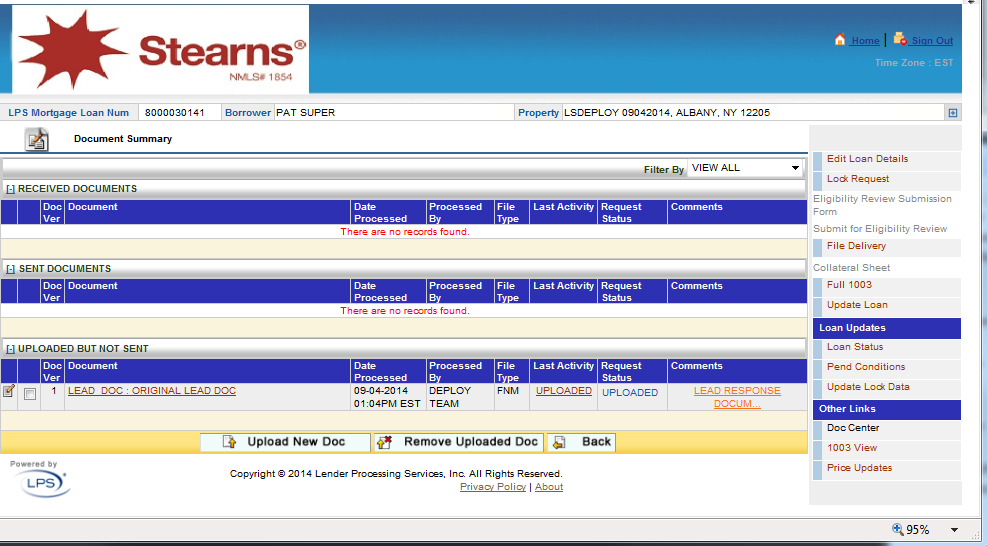 Stearns®
NMLS# 1854
Home | Sign Out
Time Zone : EST
LPS Mortgage Loan Num 8000030141 Borrower PAT SUPER Property LSDEPLOY 09042014, ALBANY, NY 12205
Document Summary
Filter By VIEW ALL
[-] RECEIVED DOCUMENTS
Doc Ver Document Date Processed Processed By File Type Last Activity Request Status Comments
There are no records found.
[-] SENT DOCUMENTS
Doc Ver Document Date Processed Processed By File Type Last Activity Request Status Comments
There are no records found.
[-] UPLOADED BUT NOT SENT
Doc Ver Document Date Processed Processed By File Type Last Activity Request Status Comments
1 LEAD_DOC : ORIGINAL LEAD DOC 09-04-2014 01:04PM EST DEPLOY TEAM FNM UPLOADED UPLOADED LEAD RESPONSE DOCUM...
Upload New Doc Remove Uploaded Doc Back
Powered by
LPS
Copyright © 2014 Lender Processing Services, Inc. All Rights Reserved.
Privacy Policy | About
Edit Loan Details
Lock Request
Eligibility Review Submission
Form
Submit for Eligibility Review
File Delivery
Collateral Sheet
Full 1003
Update Loan
Loan Updates
Loan Status
Pend Conditions
Update Lock Data
Other Links
Doc Center
1003 View
Price Updates
95%